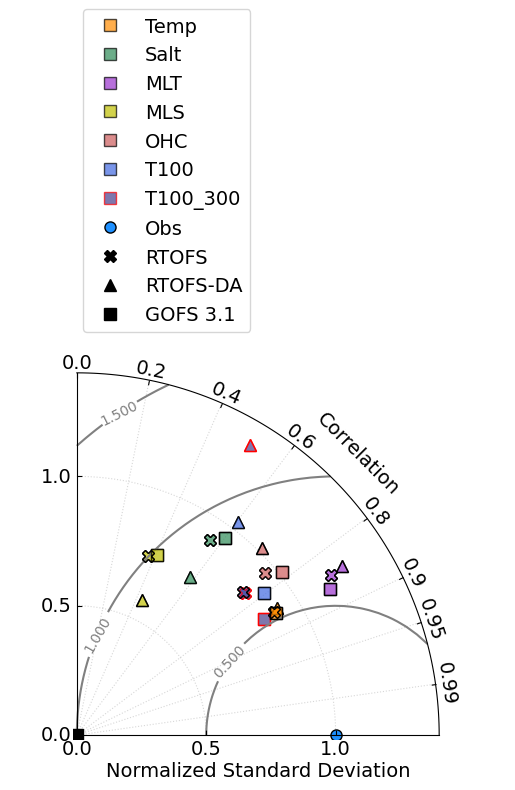 Temp
Salt
MLT
MLS
OHC
T100
T100_300
Obs
RTOFS
RTOFS-DA
GOFS 3.1
0.0
0.2
0.4
0.6
Correlation
0.8
0.9
0.95
0.99
1.500
1.0
0.5
1.000
0.500
0.0
0.0
0.5
1.0
Normalized Standard Deviation